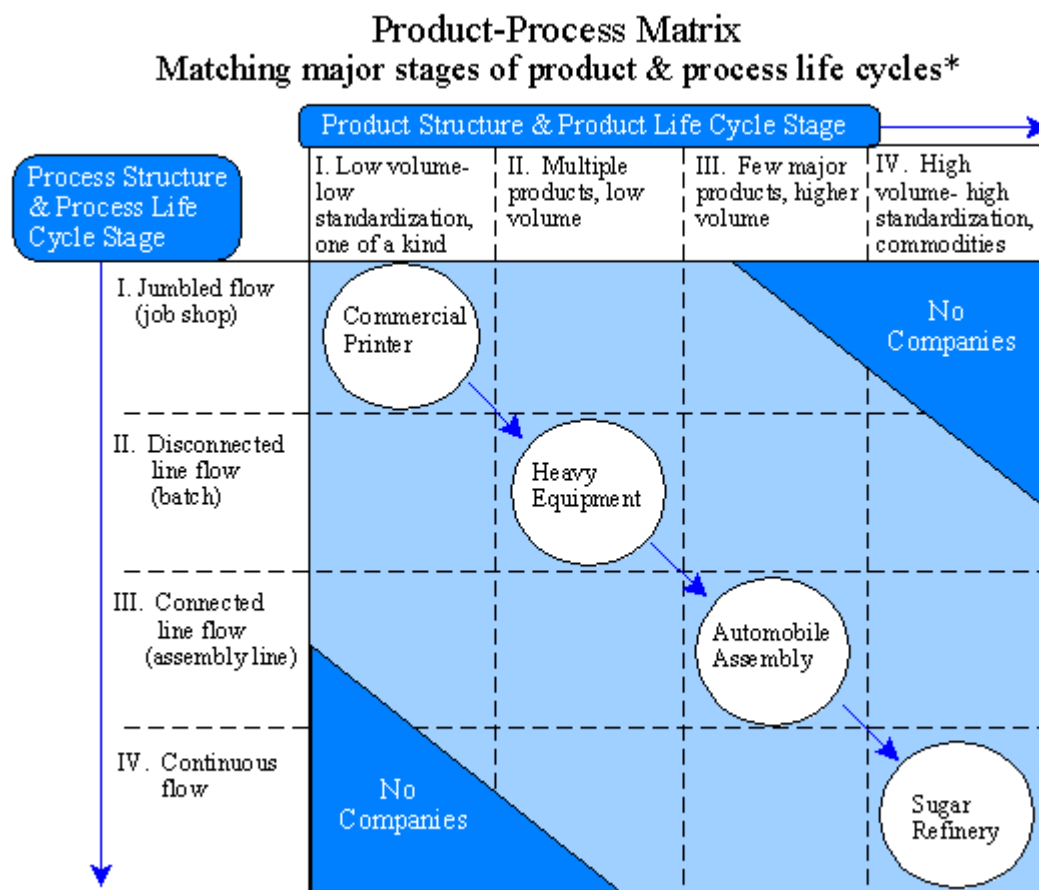 Product-Process Matrix
Matching major stages of product & process life cycles*
Product Structure & Product Life Cycle Stage
Process Structure
& Process Life
Cycle Stage
I. Low volume-
low
standardization,
one of a kind
II. Multiple
products, low
volume
III. Few major
products, higher
volume
IV. High
volume- high
standardization,
commodities
I. Jumbled flow
(job shop)
Commercial
Printer
No
Companies
II. Disconnected
line flow
(batch)
Heavy
Equipment
III. Connected
line flow
(assembly line)
Automobile
Assembly
IV. Continuous
flow
No
Companies
Sugar
Refinery